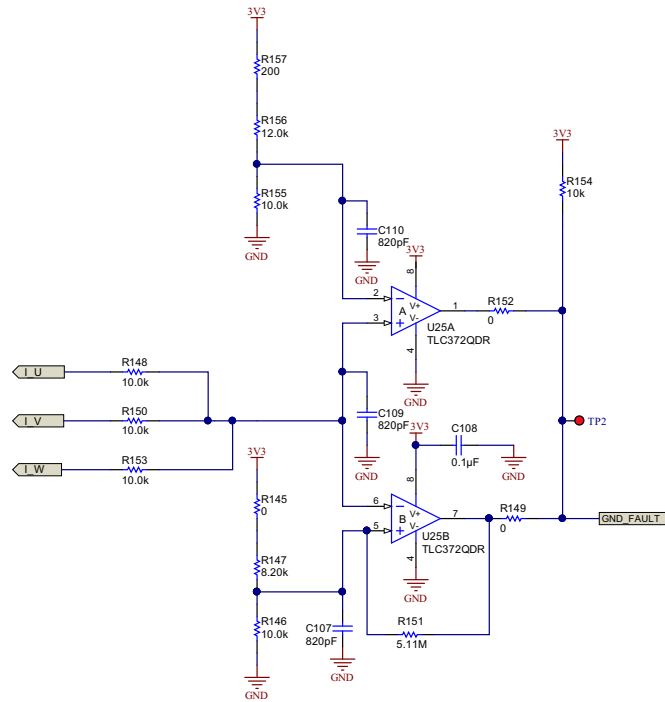 3V3
R157
200
R156
12.0k
R155
10.0k
GND
C110
820pF
GND
3V3
R154
10k
3V3
8
2
A
V+
V-
1
3
4
U25A
TLC372QDR
R152
0
GND
I_U
R148
10.0k
I_V
R150
10.0k
I_W
R153
10.0k
C109
820pF
GND
TP2
3V3
C108
0.1µF
GND
3V3
R145
0
R147
8.20k
R146
10.0k
GND
8
6
B
V+
V-
7
5
4
U25B
TLC372QDR
R149
0
GND_FAULT
GND
C107
820pF
GND
R151
5.11M